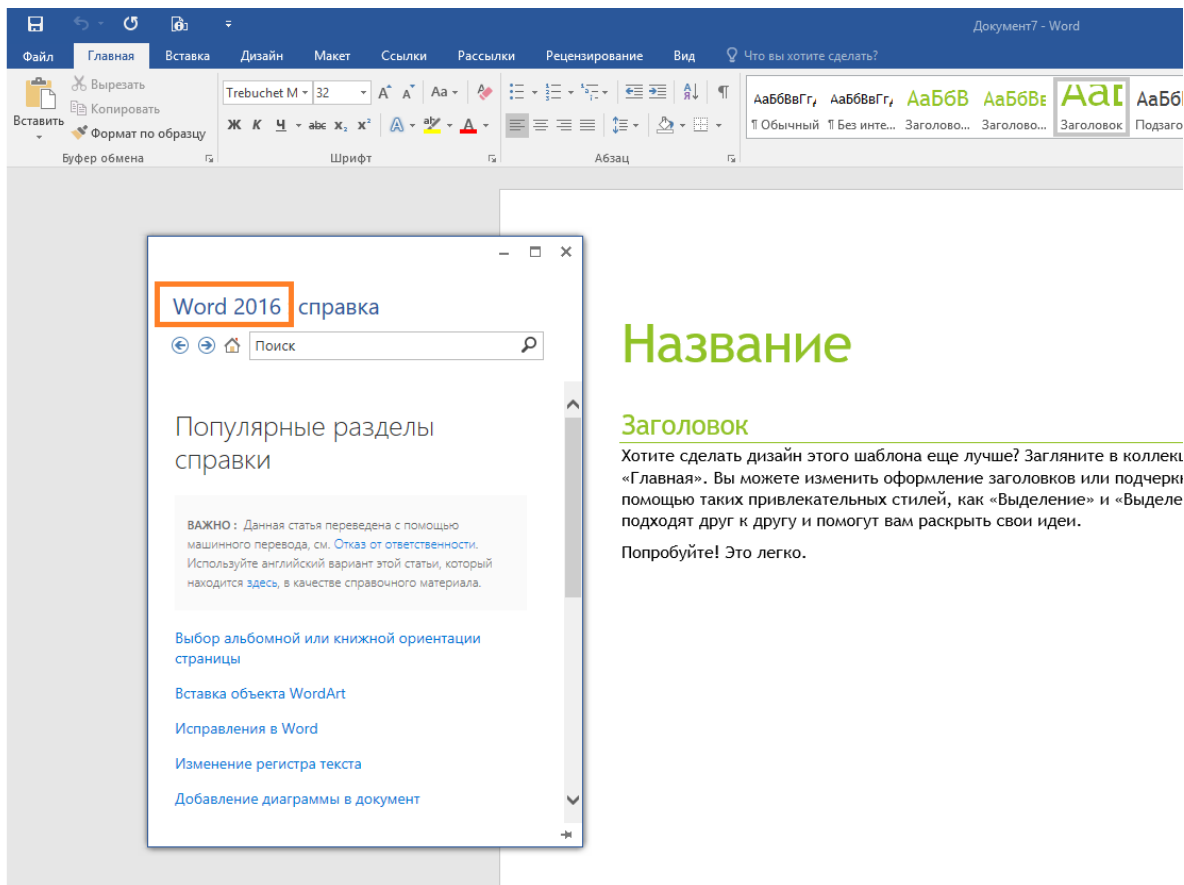 Документ7 - Word
Файл Главная Вставка Дизайн Макет Ссылки Рассылки Рецензирование Вид Что вы хотите сделать?
Вставить
Вырезать
Копировать
Формат по образцу
Буфер обмена
Trebuchet M 32 Aa
Ж К Ч abc x₂ x²
Шрифт
Абзац
АаБбВвГг, АаБбВвГг, АаБбВ АаБбВв
¶ Обычный ¶ Без инте... Заголово... Заголово... Заголовок
Word 2016 справка
Поиск
Популярные разделы
справки
ВАЖНО : Данная статья переведена с помощью
машинного перевода, см. Отказ от ответственности.
Используйте английский вариант этой статьи, который
находится здесь, в качестве справочного материала.
Выбор альбомной или книжной ориентации
страницы
Вставка объекта WordArt
Исправления в Word
Изменение регистра текста
Добавление диаграммы в документ
Название
Заголовок
Хотите сделать дизайн этого шаблона еще лучше? Загляните в
«Главная». Вы можете изменить оформление заголовков или
помощью таких привлекательных стилей, как «Выделение» и
подходят друг к другу и помогут вам раскрыть свои идеи.
Попробуйте! Это легко.